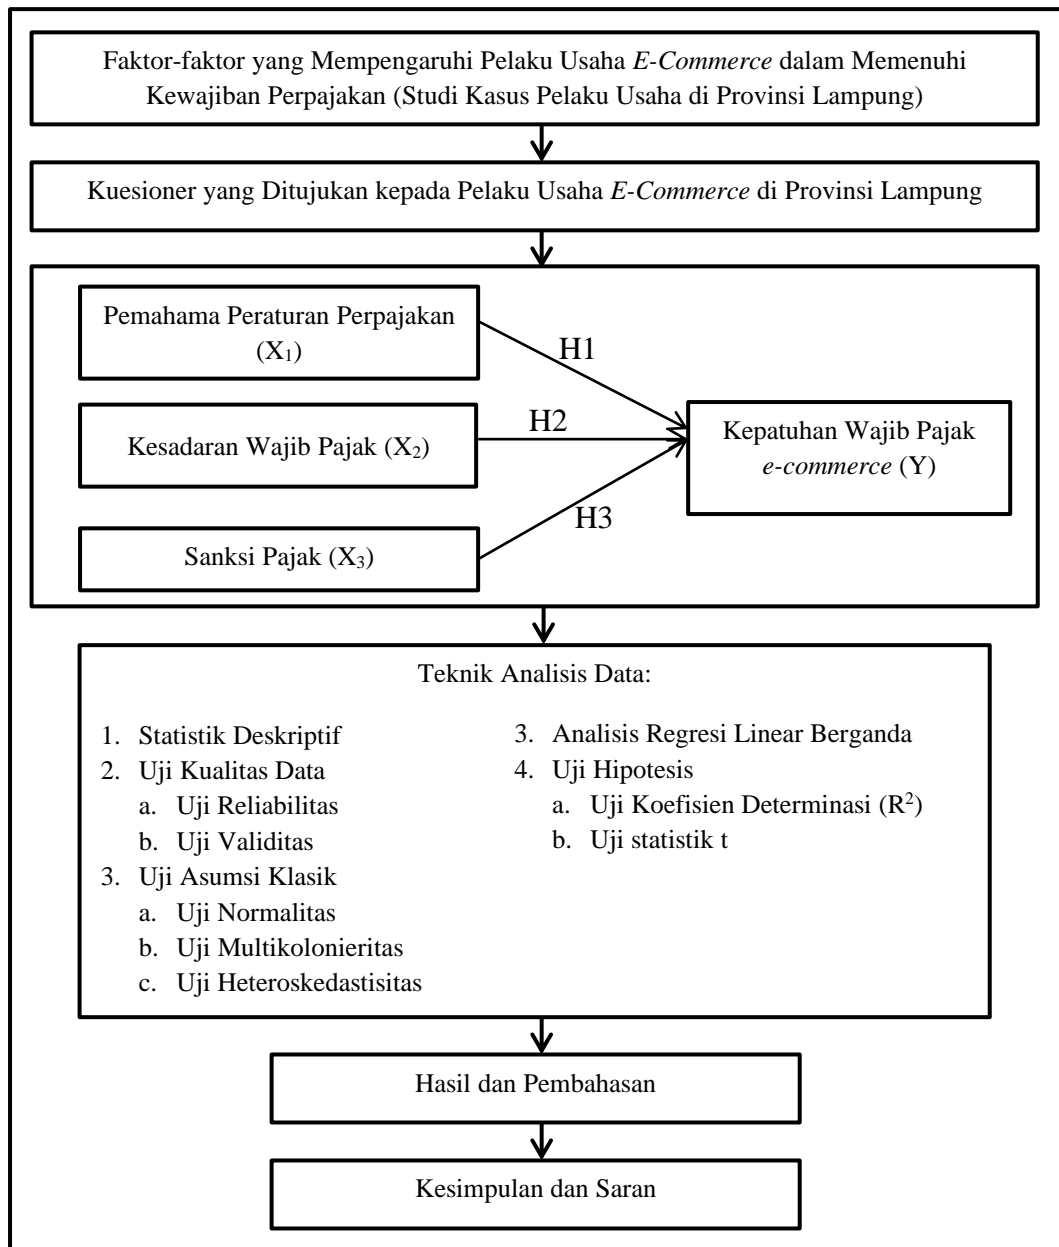 Faktor-faktor yang Mempengaruhi Pelaku Usaha E-Commerce dalam Memenuhi
Kewajiban Perpajakan (Studi Kasus Pelaku Usaha di Provinsi Lampung)
Kuesioner yang Ditujukan kepada Pelaku Usaha E-Commerce di Provinsi Lampung
Pemahama Peraturan Perpajakan
(X₁)
H1
Kesadaran Wajib Pajak (X₂)
H2
Sanksi Pajak (X₃)
H3
Kepatuhan Wajib Pajak
e-commerce (Y)
Teknik Analisis Data:
1. Statistik Deskriptif
2. Uji Kualitas Data
a. Uji Reliabilitas
b. Uji Validitas
3. Uji Asumsi Klasik
a. Uji Normalitas
b. Uji Multikolonieritas
c. Uji Heteroskedastisitas
3. Analisis Regresi Linear Berganda
4. Uji Hipotesis
a. Uji Koefisien Determinasi (R²)
b. Uji statistik t
Hasil dan Pembahasan
Kesimpulan dan Saran